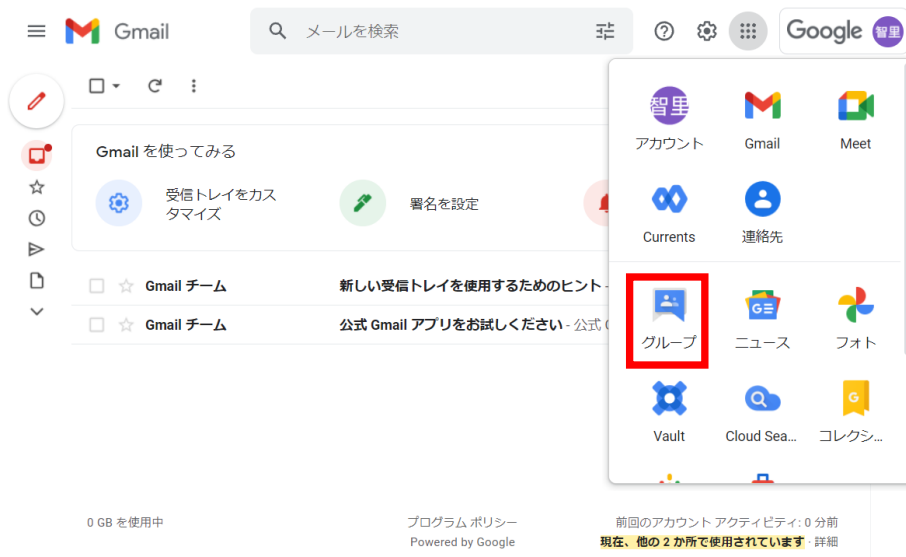 Gmail
メールを検索
Google
智里
Gmail を使ってみる
受信トレイをカス
タマイズ
署名を設定
Gmail チーム
新しい受信トレイを使用するためのヒント -
Gmail チーム
公式 Gmail アプリをお試しください - 公式
智里
アカウント
Gmail
Meet
Currents
連絡先
グループ
ニュース
フォト
Vault
Cloud Sea...
コレクシ...
0 GB を使用中
プログラム ポリシー
Powered by Google
前回のアカウント アクティビティ: 0 分前
現在、他の 2 か所で使用されています · 詳細